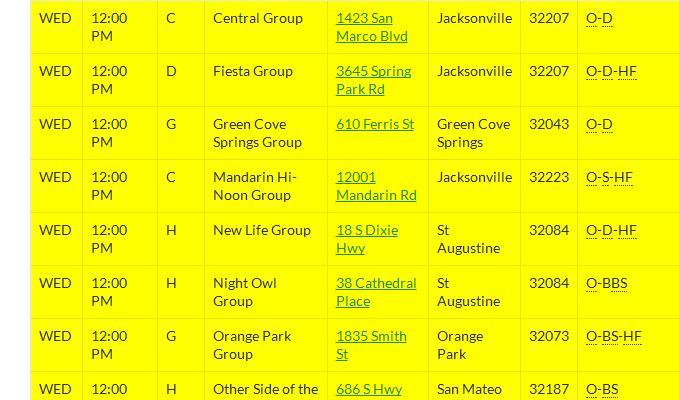 WED 12:00 C Central Group 1423 San Jacksonville 32207 O-D
PM Marco Blvd
WED 12:00 D Fiesta Group 3645 Spring Jacksonville 32207 O-D-HF
PM Park Rd
WED 12:00 G Green Cove 610 Ferris St Green Cove 32043 O-D
PM Springs Group Springs
WED 12:00 C Mandarin Hi- 12001 Jacksonville 32223 O-S-HF
PM Noon Group Mandarin Rd
WED 12:00 H New Life Group 18 S Dixie St 32084 O-D-HF
PM Hwy Augustine
WED 12:00 H Night Owl 38 Cathedral St 32084 O-BBS
PM Group Place Augustine
WED 12:00 G Orange Park 1835 Smith Orange 32073 O-BS-HF
PM Group St Park
WED 12:00 H Other Side of the 686 S Hwy San Mateo 32187 O-BS